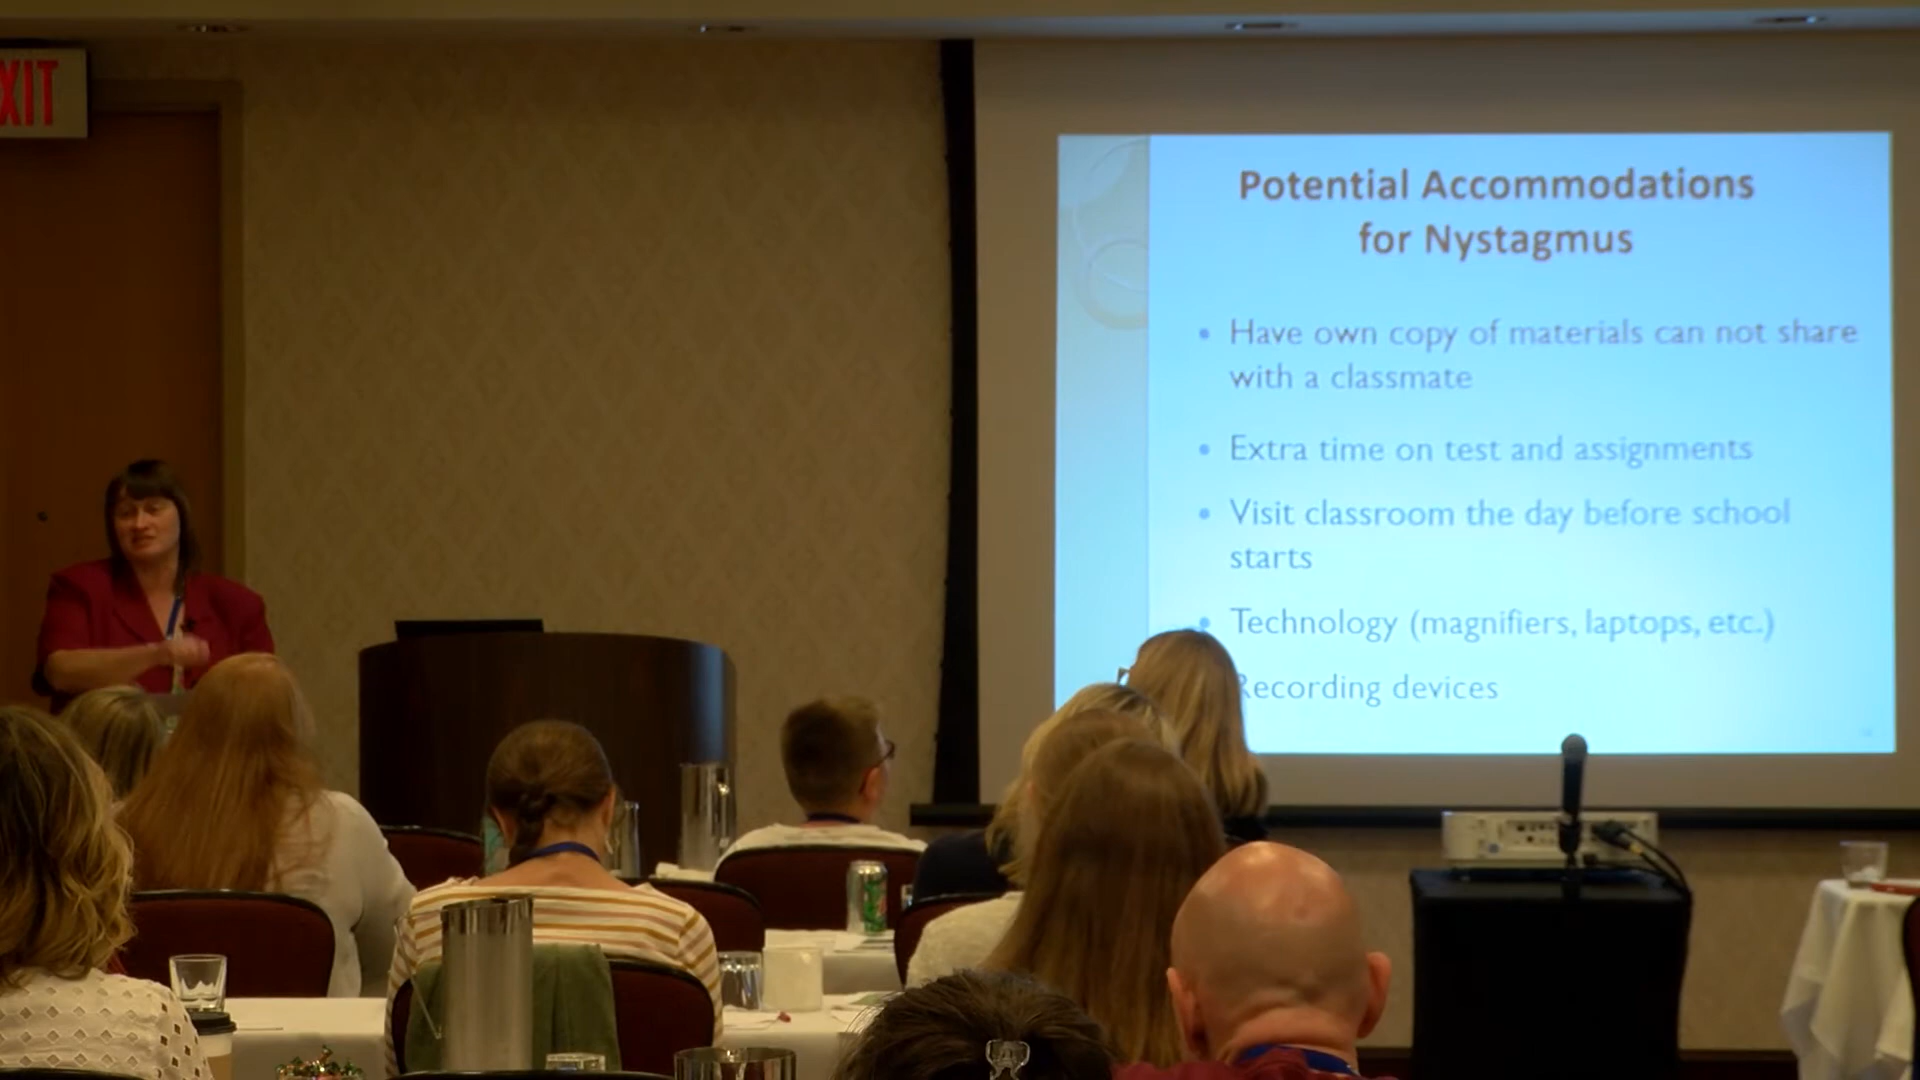 XIT
Potential Accommodations
for Nystagmus
• Have own copy of materials can not share
with a classmate
• Extra time on test and assignments
• Visit classroom the day before school
starts
• Technology (magnifiers, laptops, etc.)
Recording devices